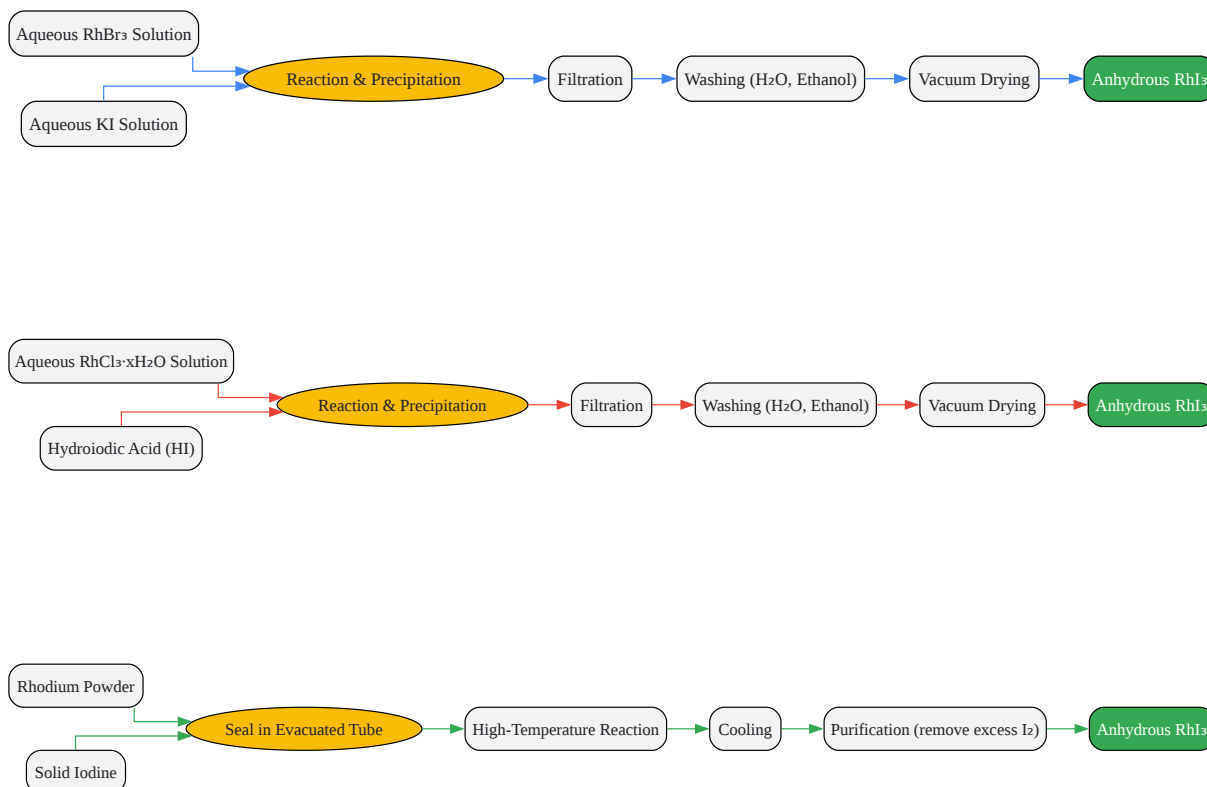 Aqueous RhBr₃ Solution
Aqueous KI Solution
Reaction & Precipitation
Filtration
Washing (H₂O, Ethanol)
Vacuum Drying
Anhydrous RhI₃
Aqueous RhCl₃·xH₂O Solution
Hydroiodic Acid (HI)
Reaction & Precipitation
Filtration
Washing (H₂O, Ethanol)
Vacuum Drying
Anhydrous RhI₃
Rhodium Powder
Solid Iodine
Seal in Evacuated Tube
High-Temperature Reaction
Cooling
Purification (remove excess I₂)
Anhydrous RhI₃